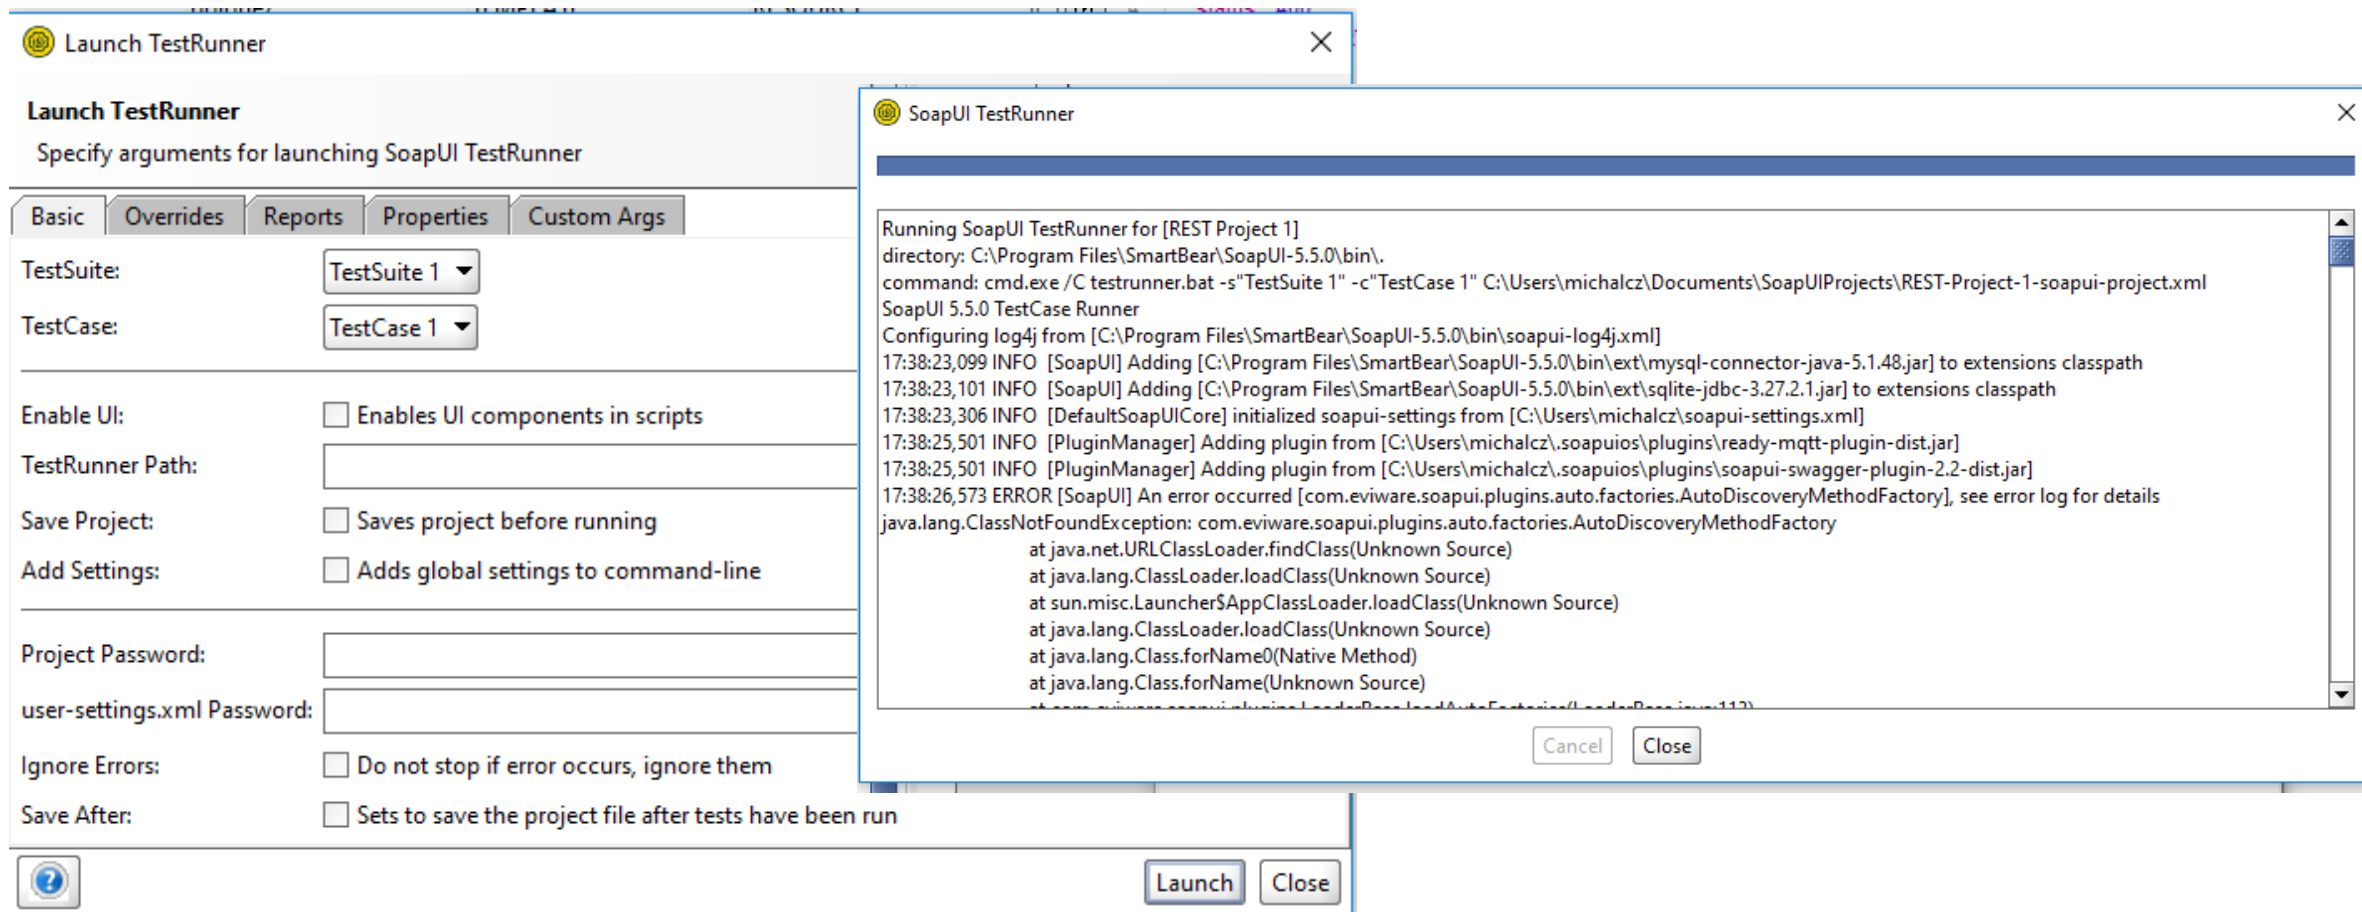 Launch TestRunner
Launch TestRunner
Specify arguments for launching SoapUI TestRunner
Basic
Overrides
Reports
Properties
Custom Args
TestSuite:
TestSuite 1
TestCase:
TestCase 1
Enable UI:
Enables UI components in scripts
TestRunner Path:
Save Project:
Saves project before running
Add Settings:
Adds global settings to command-line
Project Password:
user-settings.xml Password:
Ignore Errors:
Do not stop if error occurs, ignore them
Save After:
Sets to save the project file after tests have been run
Launch
Close
SoapUI TestRunner
Running SoapUI TestRunner for [REST Project 1]
directory: C:\Program Files\SmartBear\SoapUI-5.5.0\bin\.
command: cmd.exe /C testrunner.bat -s"TestSuite 1" -c"TestCase 1" C:\Users\michalcz\Documents\SoapUIProjects\REST-Project-1-soapui-project.xml
SoapUI 5.5.0 TestCase Runner
Configuring log4j from [C:\Program Files\SmartBear\SoapUI-5.5.0\bin\soapui-log4j.xml]
17:38:23,099 INFO  [SoapUI] Adding [C:\Program Files\SmartBear\SoapUI-5.5.0\bin\ext\mysql-connector-java-5.1.48.jar] to extensions classpath
17:38:23,101 INFO  [SoapUI] Adding [C:\Program Files\SmartBear\SoapUI-5.5.0\bin\ext\sqlite-jdbc-3.27.2.1.jar] to extensions classpath
17:38:23,306 INFO  [DefaultSoapUICore] initialized soapui-settings from [C:\Users\michalcz\soapui-settings.xml]
17:38:25,501 INFO  [PluginManager] Adding plugin from [C:\Users\michalcz\.soapuios\plugins\ready-mqtt-plugin-dist.jar]
17:38:25,501 INFO  [PluginManager] Adding plugin from [C:\Users\michalcz\.soapuios\plugins\soapui-swagger-plugin-2.2-dist.jar]
17:38:26,573 ERROR [SoapUI] An error occurred [com.eviware.soapui.plugins.auto.factories.AutoDiscoveryMethodFactory], see error log for details
java.lang.ClassNotFoundException: com.eviware.soapui.plugins.auto.factories.AutoDiscoveryMethodFactory
at java.net.URLClassLoader.findClass(Unknown Source)
at java.lang.ClassLoader.loadClass(Unknown Source)
at sun.misc.Launcher$AppClassLoader.loadClass(Unknown Source)
at java.lang.ClassLoader.loadClass(Unknown Source)
at java.lang.Class.forName0(Native Method)
at java.lang.Class.forName(Unknown Source)
at com.eviware.soapui.plugins.LoaderBase.loadAutoFactories(LoaderBase.java:112)
Cancel
Close